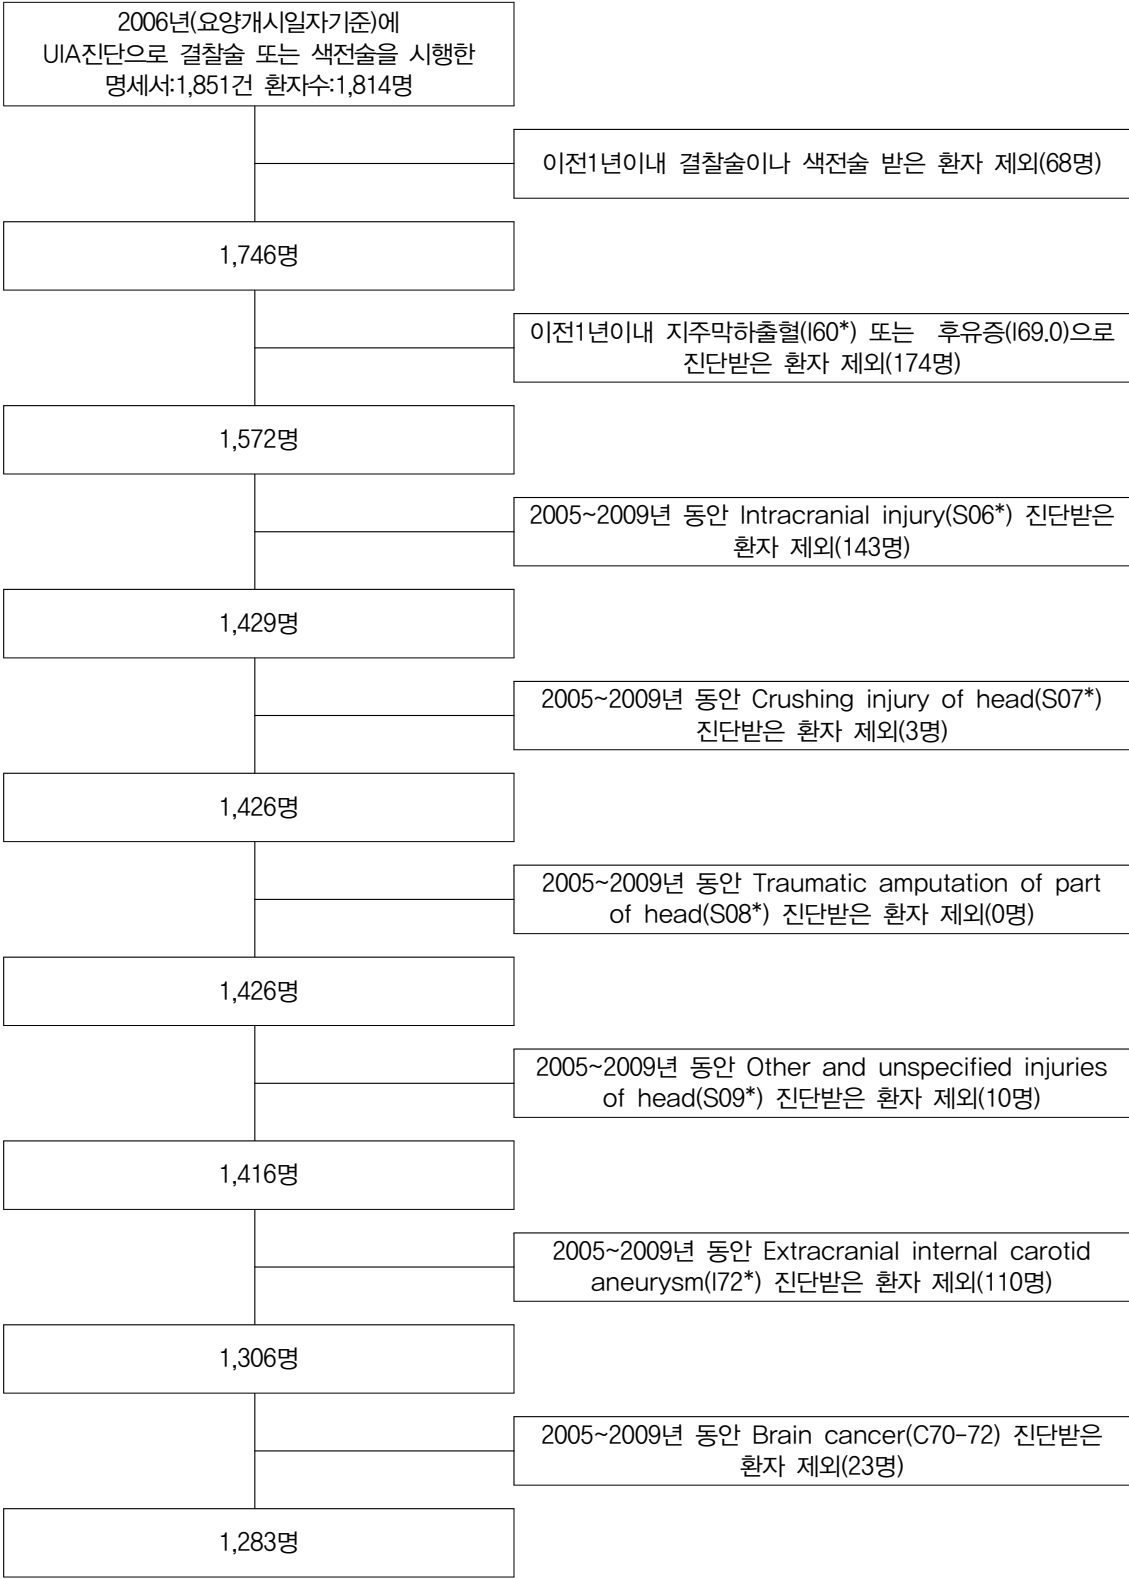 2006년(요양개시일자기준)에
UIA진단으로 결찰술 또는 색전술을 시행한
명세서:1,851건 환자수:1,814명
이전1년이내 결찰술이나 색전술 받은 환자 제외(68명)
1,746명
이전1년이내 지주막하출혈(I60*) 또는 후유증(I69.0)으로
진단받은 환자 제외(174명)
1,572명
2005~2009년 동안 Intracranial injury(S06*) 진단받은
환자 제외(143명)
1,429명
2005~2009년 동안 Crushing injury of head(S07*)
진단받은 환자 제외(3명)
1,426명
2005~2009년 동안 Traumatic amputation of part
of head(S08*) 진단받은 환자 제외(0명)
1,426명
2005~2009년 동안 Other and unspecified injuries
of head(S09*) 진단받은 환자 제외(10명)
1,416명
2005~2009년 동안 Extracranial internal carotid
aneurysm(I72*) 진단받은 환자 제외(110명)
1,306명
2005~2009년 동안 Brain cancer(C70-72) 진단받은
환자 제외(23명)
1,283명